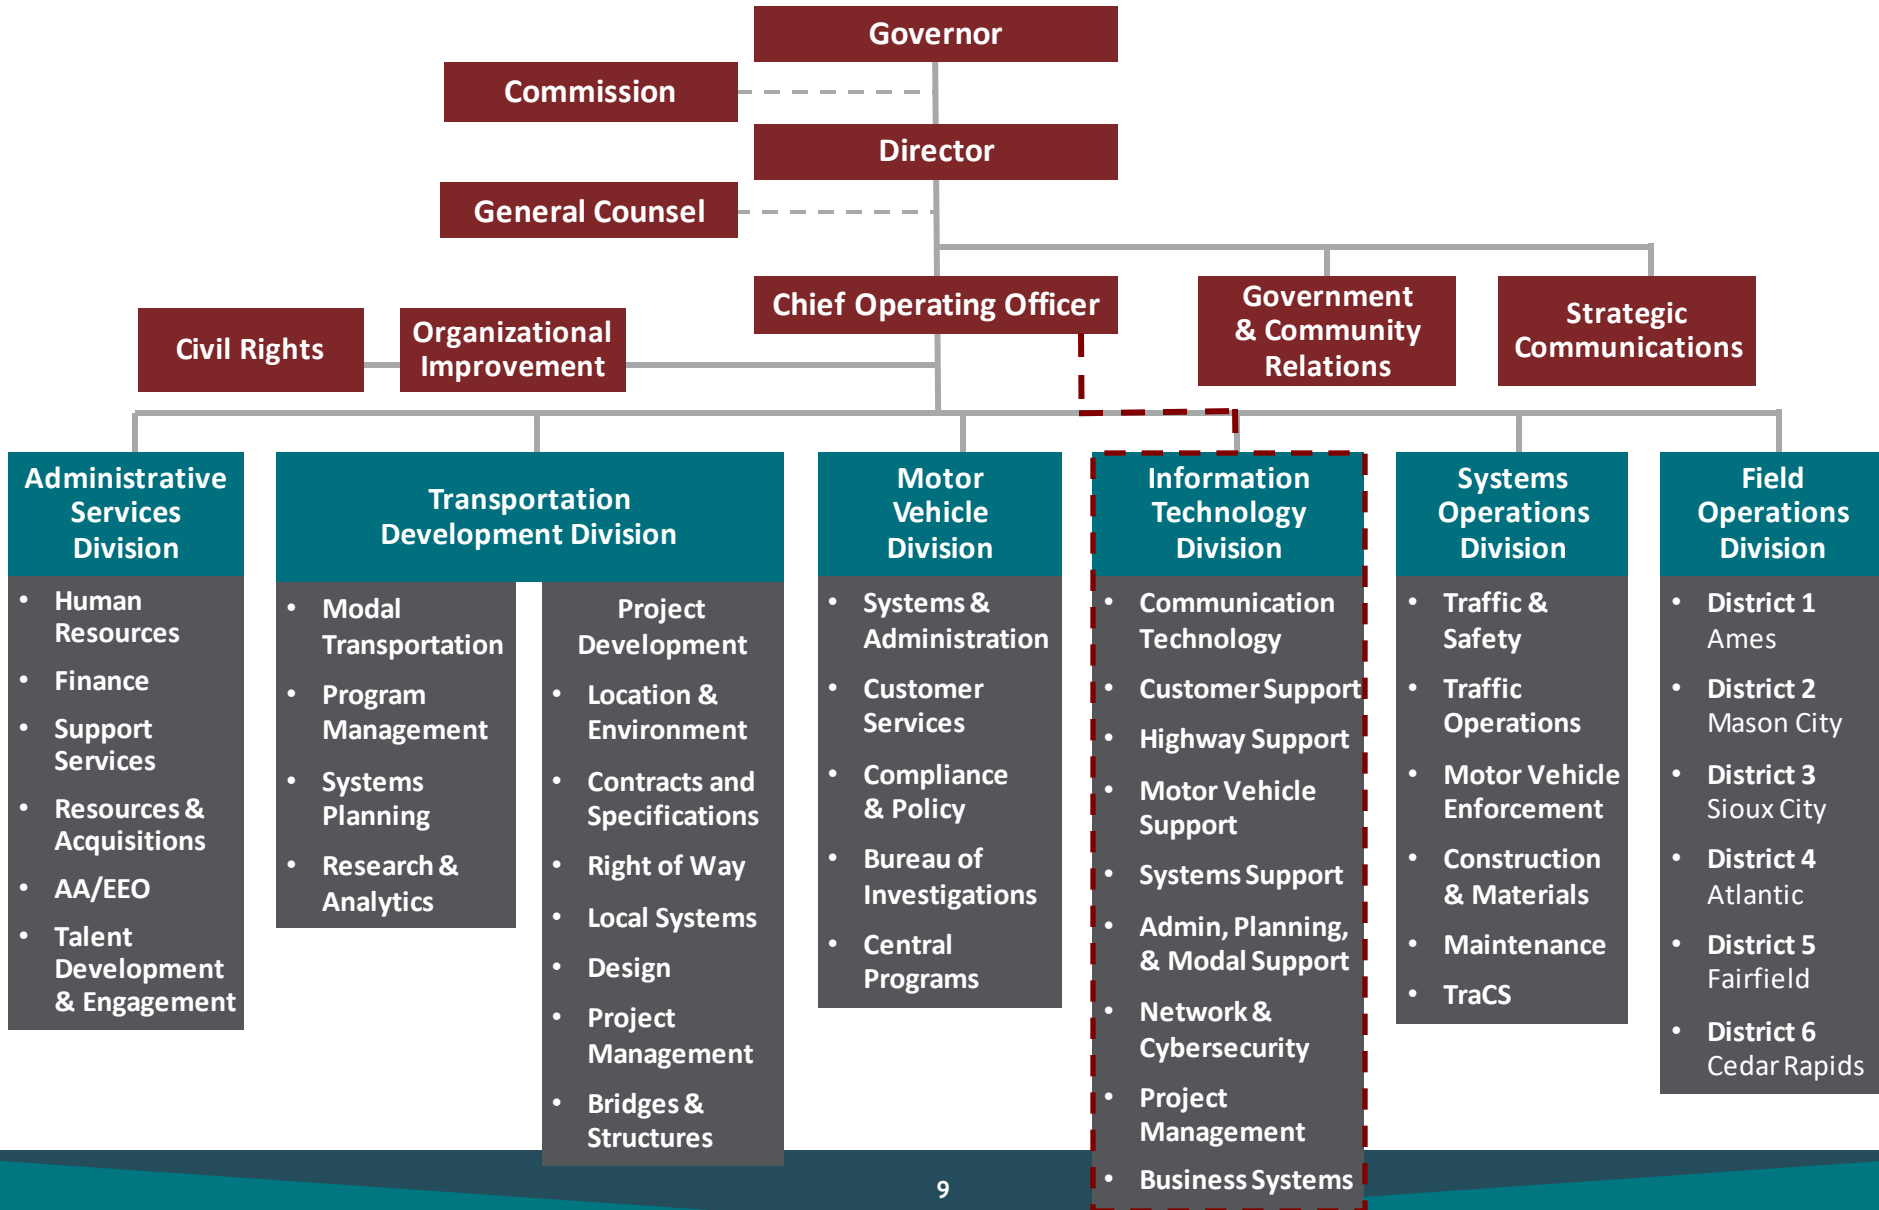 Governor
Commission
Director
General Counsel
Chief Operating Officer
Government
& Community
Relations
Strategic
Communications
Civil Rights
Organizational
Improvement
Administrative
Services
Division
• Human
Resources
• Finance
• Support
Services
• Resources &
Acquisitions
• AA/EEO
• Talent
Development
& Engagement
Transportation
Development Division
• Modal
Transportation
• Program
Management
• Systems
Planning
• Research &
Analytics
Project
Development
• Location &
Environment
• Contracts and
Specifications
• Right of Way
• Local Systems
• Design
• Project
Management
• Bridges &
Structures
Motor
Vehicle
Division
• Systems &
Administration
• Customer
Services
• Compliance
& Policy
• Bureau of
Investigations
• Central
Programs
Information
Technology
Division
• Communication
Technology
• Customer Support
• Highway Support
• Motor Vehicle
Support
• Systems Support
• Admin, Planning,
& Modal Support
• Network &
Cybersecurity
• Project
Management
• Business Systems
Systems
Operations
Division
• Traffic &
Safety
• Traffic
Operations
• Motor Vehicle
Enforcement
• Construction
& Materials
• Maintenance
• TraCS
Field
Operations
Division
• District 1
Ames
• District 2
Mason City
• District 3
Sioux City
• District 4
Atlantic
• District 5
Fairfield
• District 6
Cedar Rapids
9